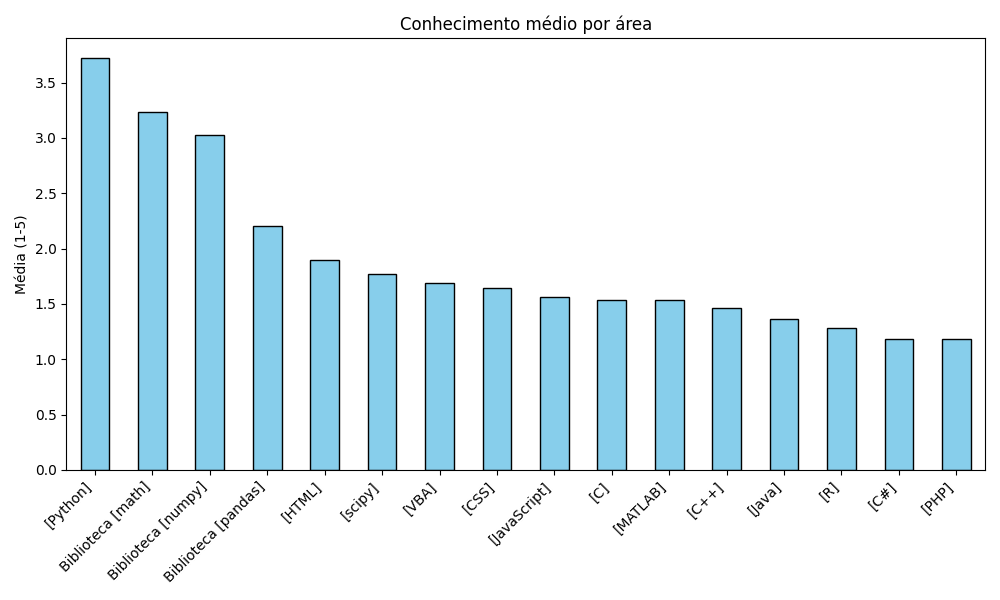 Conhecimento médio por área
Média (1-5)
3.5
3.0
2.5
2.0
1.5
1.0
0.5
0.0
[Python]
Biblioteca [math]
Biblioteca [numpy]
Biblioteca [pandas]
[HTML]
[scipy]
[VBA]
[CSS]
[JavaScript]
[C]
[MATLAB]
[C++]
[Java]
[R]
[C#]
[PHP]